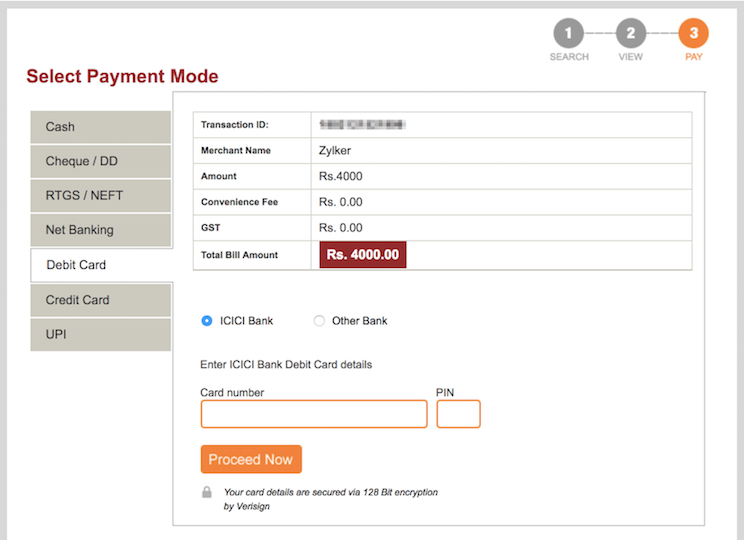 1 2 3
SEARCH VIEW PAY
Select Payment Mode
Cash
Cheque / DD
RTGS / NEFT
Net Banking
Debit Card
Credit Card
UPI
Transaction ID:
Merchant Name Zylker
Amount Rs.4000
Convenience Fee Rs. 0.00
GST Rs. 0.00
Total Bill Amount Rs. 4000.00
ICICI Bank Other Bank
Enter ICICI Bank Debit Card details
Card number PIN
Proceed Now
Your card details are secured via 128 Bit encryption
by Verisign